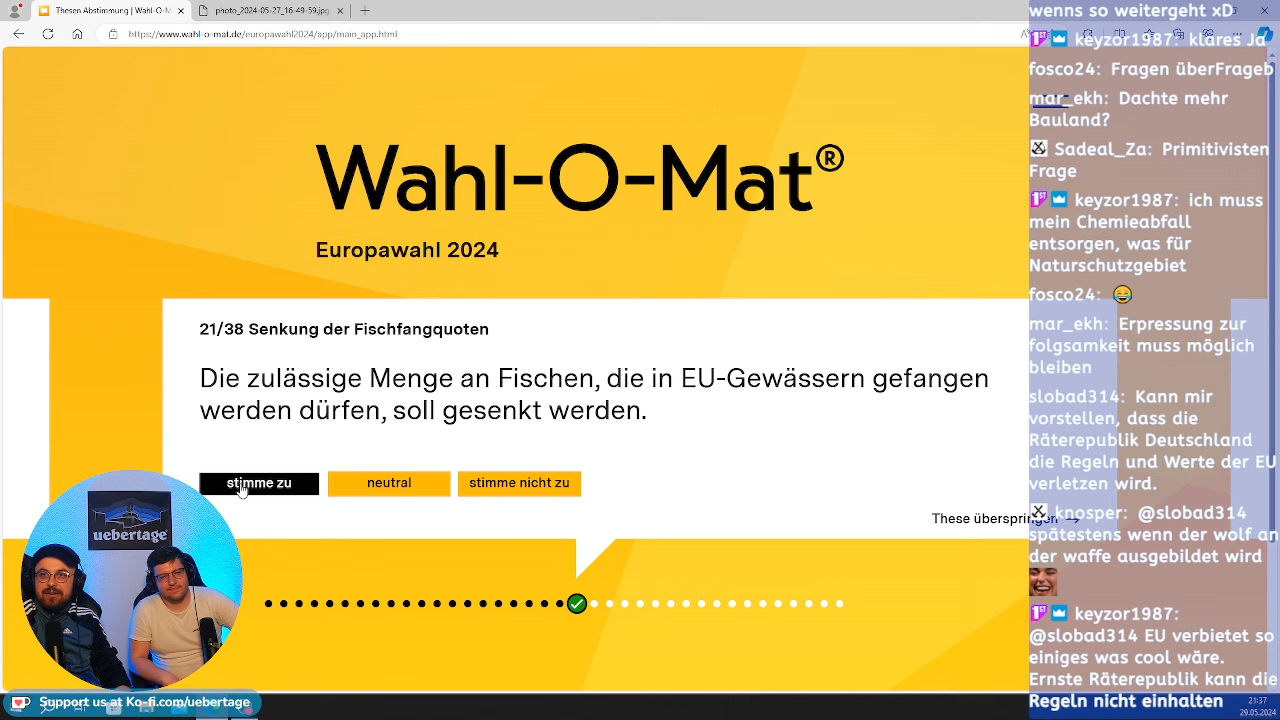 Thesen Abstimmung | Wahl-O-M
photo_2024-05-27_16-49-59.jpg
https://www.wahl-o-mat.de/europawahl2024/app/main_app.html
Wahl-O-Mat®
Europawahl 2024
21/38 Senkung der Fischfangquoten
Die zulässige Menge an Fischen, die in EU-Gewässern gefangen
werden dürfen, soll gesenkt werden.
stimme zu
neutral
stimme nicht zu
These überspringen →
uebertage
Support us at Ko-fi.com/uebertage
wenns so weitergeht xD
keyzor1987: klares Ja
fosco24: Fragen überFrageb
mar_ekh: Dachte mehr
Bauland?
Sadeal_Za: Primitivisten
Frage
keyzor1987: ich muss
mein Chemieabfall
entsorgen, was für
Naturschutzgebiet
fosco24: 😂
mar_ekh: Erpressung zur
folgsamkeit muss möglich
bleiben
slobad314: Kann mir
vorstellen, dass die
Räterepublik Deutschland
die Regeln und Werte der EU
verletzen wird.
knosper: @slobad314
spätestens wenn der wolf an
der waffe ausgebildet wird
keyzor1987:
@slobad314 EU verbietet so
einiges was cool wäre.
Ernste Räterepublik kann die
Regeln nicht einhalten
21:37
29.05.2024